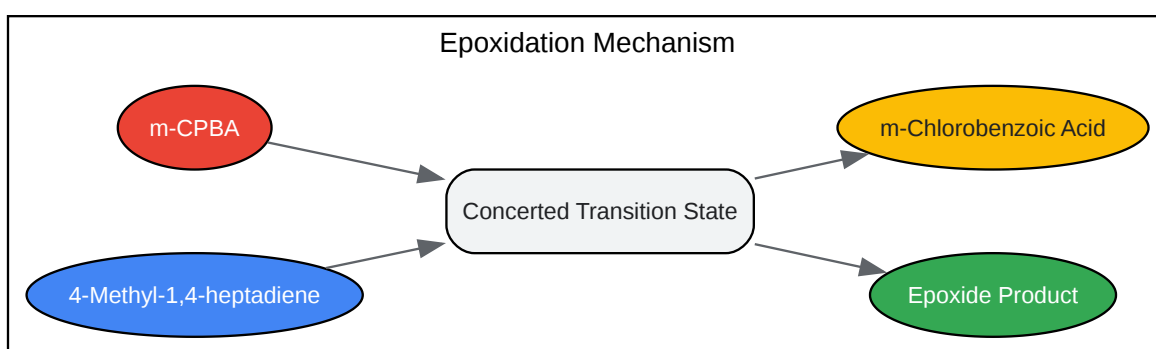 Epoxidation Mechanism
m-CPBA
m-Chlorobenzoic Acid
Concerted Transition State
4-Methyl-1,4-heptadiene
Epoxide Product